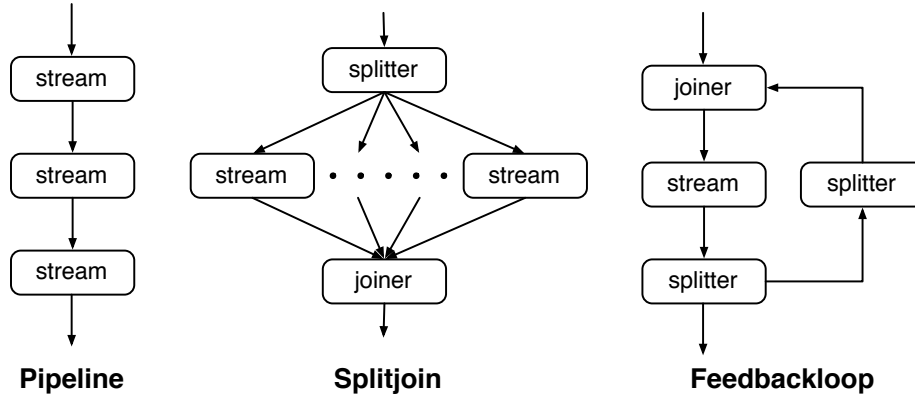 stream
stream
stream
Pipeline
splitter
stream
stream
joiner
Splitjoin
joiner
stream
splitter
splitter
Feedbackloop